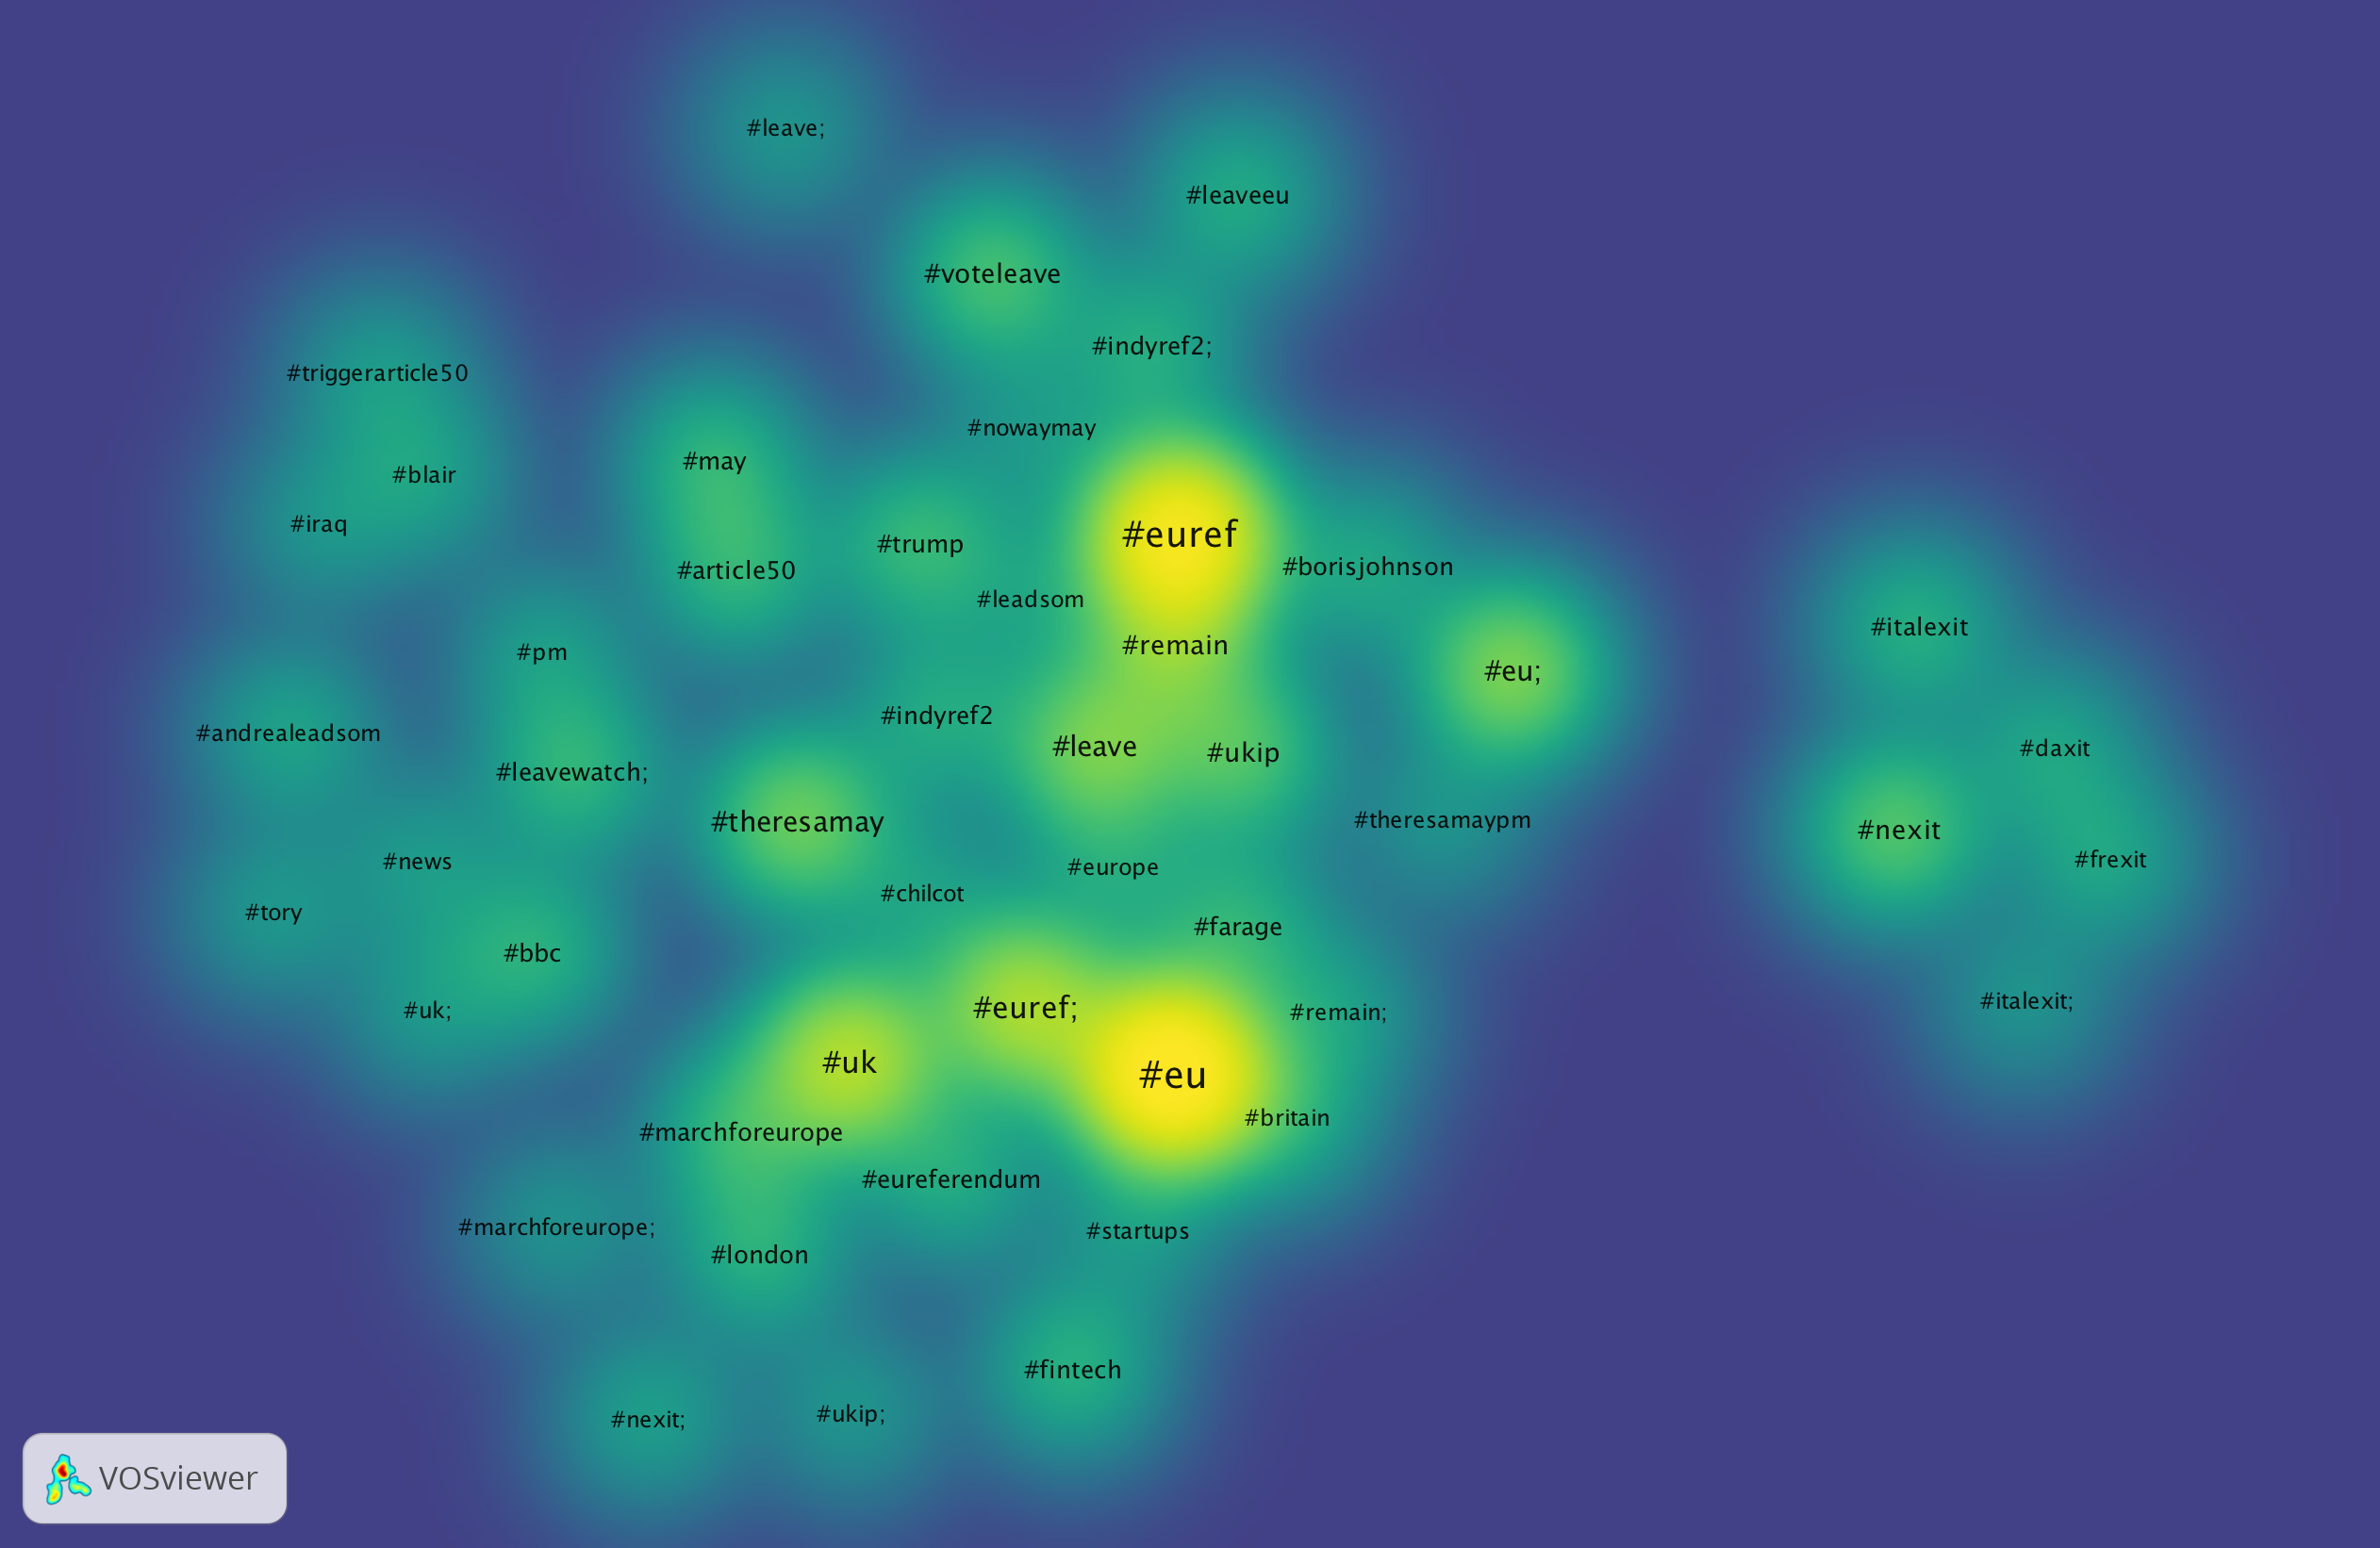 #leave;
#leaveeu
#voteleave
#indyref2;
#triggerarticle50
#nowaymay
#may
#blair
#iraq
#euref
#trump
#borisjohnson
#article50
#leadsom
#italexit
#remain
#pm
#eu;
#indyref2
#andrealeadsom
#leave
#ukip
#daxit
#leavewatch;
#theresamay
#theresamaypm
#nexit
#news
#europe
#frexit
#chilcot
#tory
#farage
#bbc
#italexit;
#euref;
#uk;
#remain;
#uk
#eu
#britain
#marchforeurope
#eureferendum
#marchforeurope;
#startups
#london
#fintech
#nexit;
#ukip;
VOSviewer